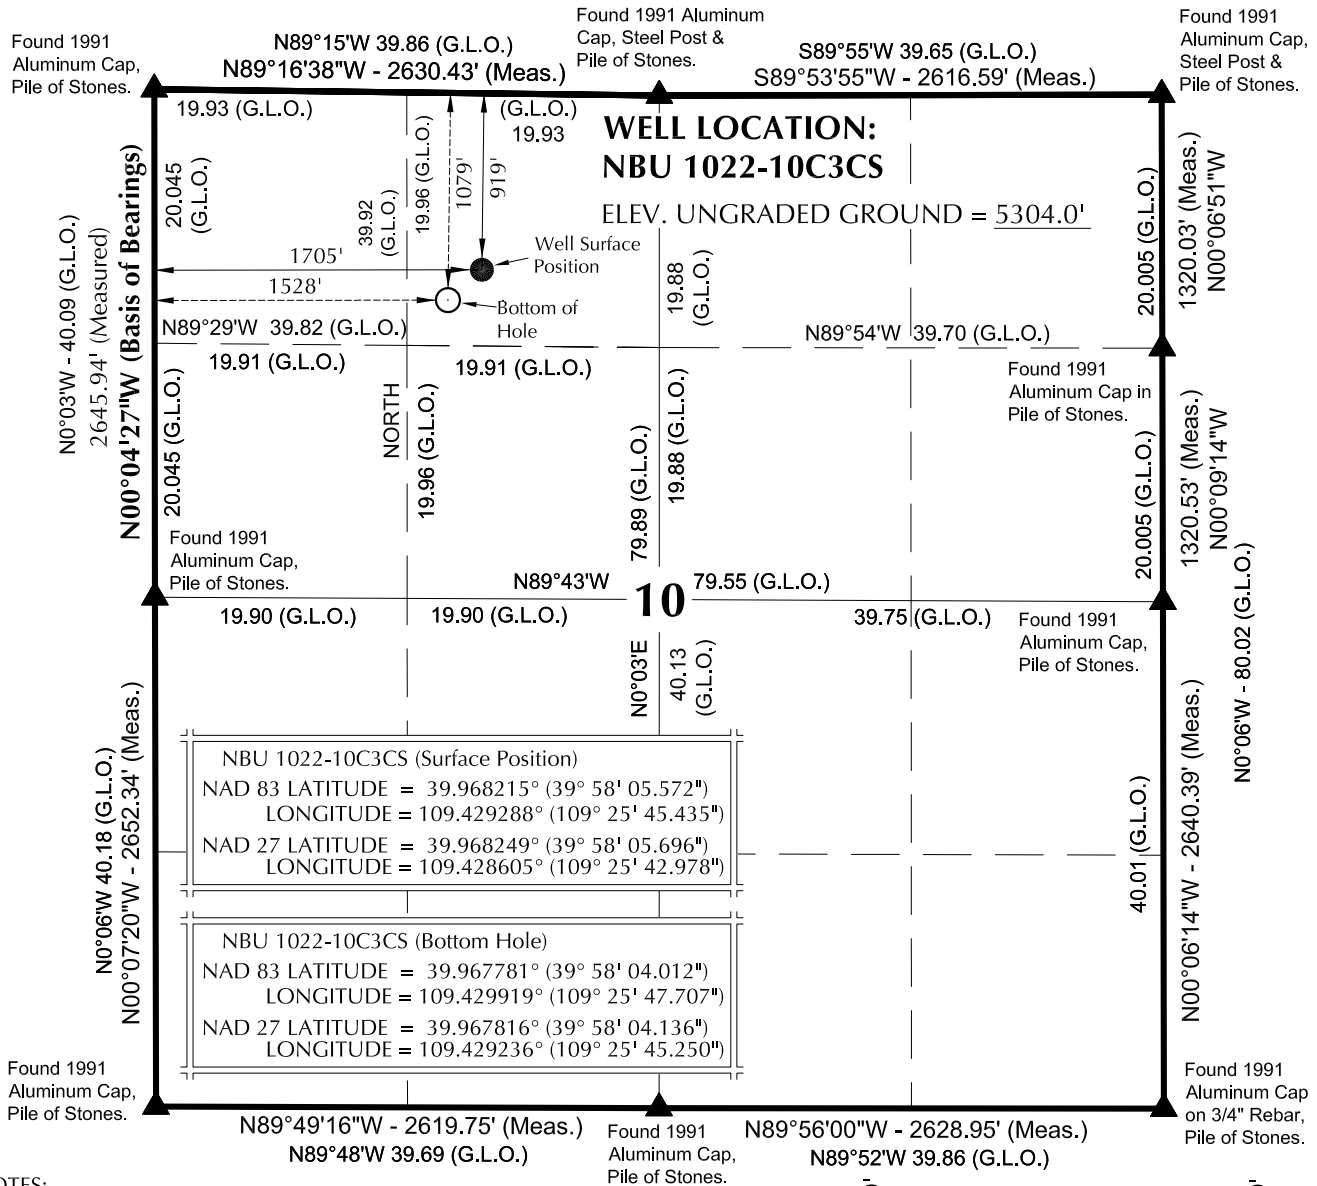 Found 1991
Aluminum Cap,
Pile of Stones.
N89°15'W 39.86 (G.L.O.)
N89°16'38"W - 2630.43' (Meas.)
Found 1991 Aluminum
Cap, Steel Post &
Pile of Stones.
S89°55'W 39.65 (G.L.O.)
S89°53'55"W - 2616.59' (Meas.)
Found 1991
Aluminum Cap,
Steel Post &
Pile of Stones.
19.93 (G.L.O.)
(G.L.O.)
19.93
WELL LOCATION:
NBU 1022-10C3CS
ELEV. UNGRADED GROUND = 5304.0'
N0°03'W - 40.09 (G.L.O.)
2645.94' (Measured)
N00°04'27"W (Basis of Bearings)
20.045
(G.L.O.)
39.92
(G.L.O.)
19.96 (G.L.O.)
1079'
919'
Well Surface
Position
1705'
1528'
Bottom of
Hole
19.88
(G.L.O.)
20.005 (G.L.O.)
1320.03' (Meas.)
N00°06'51"W
N89°29'W 39.82 (G.L.O.)
19.91 (G.L.O.)
19.91 (G.L.O.)
N89°54'W 39.70 (G.L.O.)
Found 1991
Aluminum Cap in
Pile of Stones.
20.045 (G.L.O.)
NORTH
19.96 (G.L.O.)
79.89 (G.L.O.)
19.88 (G.L.O.)
20.005 (G.L.O.)
1320.53' (Meas.)
N00°09'14"W
N0°06'W - 80.02 (G.L.O.)
Found 1991
Aluminum Cap,
Pile of Stones.
N89°43'W
10
79.55 (G.L.O.)
19.90 (G.L.O.)
19.90 (G.L.O.)
39.75 (G.L.O.)
Found 1991
Aluminum Cap,
Pile of Stones.
N0°03'E
40.13
(G.L.O.)
N0°06'W 40.18 (G.L.O.)
N00°07'20"W - 2652.34' (Meas.)
40.01 (G.L.O.)
N00°06'14"W - 2640.39' (Meas.)
NBU 1022-10C3CS (Surface Position)
NAD 83 LATITUDE = 39.968215° (39° 58' 05.572")
LONGITUDE = 109.429288° (109° 25' 45.435")
NAD 27 LATITUDE = 39.968249° (39° 58' 05.696")
LONGITUDE = 109.428605° (109° 25' 42.978")
NBU 1022-10C3CS (Bottom Hole)
NAD 83 LATITUDE = 39.967781° (39° 58' 04.012")
LONGITUDE = 109.429919° (109° 25' 47.707")
NAD 27 LATITUDE = 39.967816° (39° 58' 04.136")
LONGITUDE = 109.429236° (109° 25' 45.250")
Found 1991
Aluminum Cap,
Pile of Stones.
N89°49'16"W - 2619.75' (Meas.)
N89°48'W 39.69 (G.L.O.)
Found 1991
Aluminum Cap,
Pile of Stones.
N89°56'00"W - 2628.95' (Meas.)
N89°52'W 39.86 (G.L.O.)
Found 1991
Aluminum Cap
on 3/4" Rebar,
Pile of Stones.